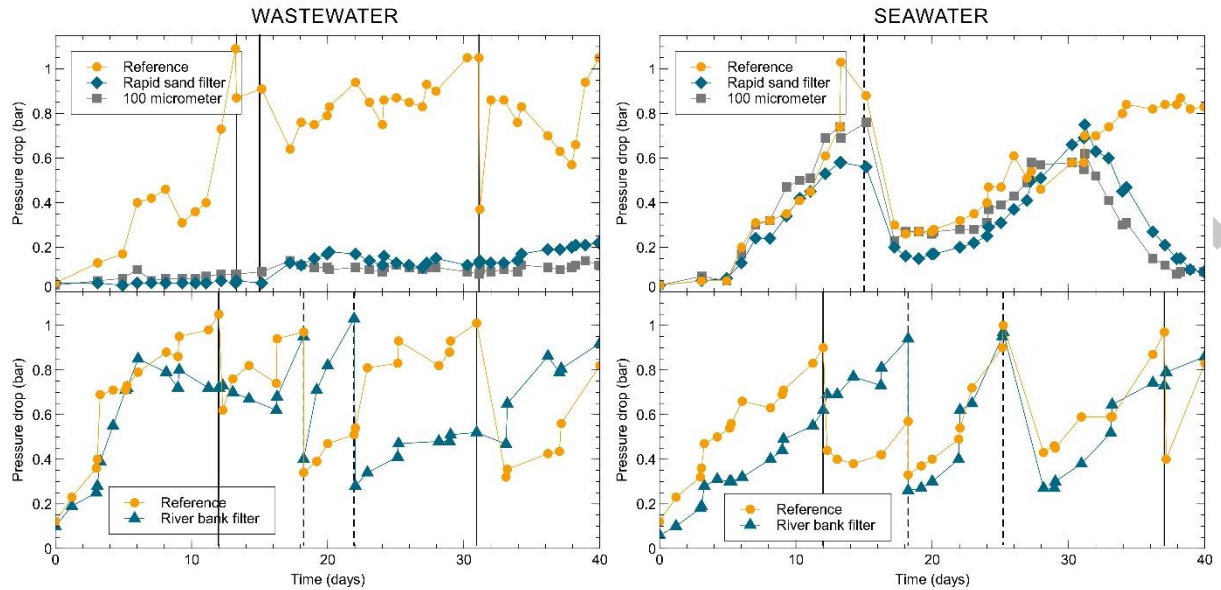 WASTEWATER
SEAWATER
Pressure drop (bar)
1
0.8
0.6
0.4
0.2
0
Reference
Rapid sand filter
100 micrometer
Pressure drop (bar)
1
0.8
0.6
0.4
0.2
0
Reference
Rapid sand filter
100 micrometer
Pressure drop (bar)
1
0.8
0.6
0.4
0.2
0
Reference
River bank filter
0 10 20 30 40
Time (days)
Pressure drop (bar)
1
0.8
0.6
0.4
0.2
0
Reference
River bank filter
0 10 20 30 40
Time (days)